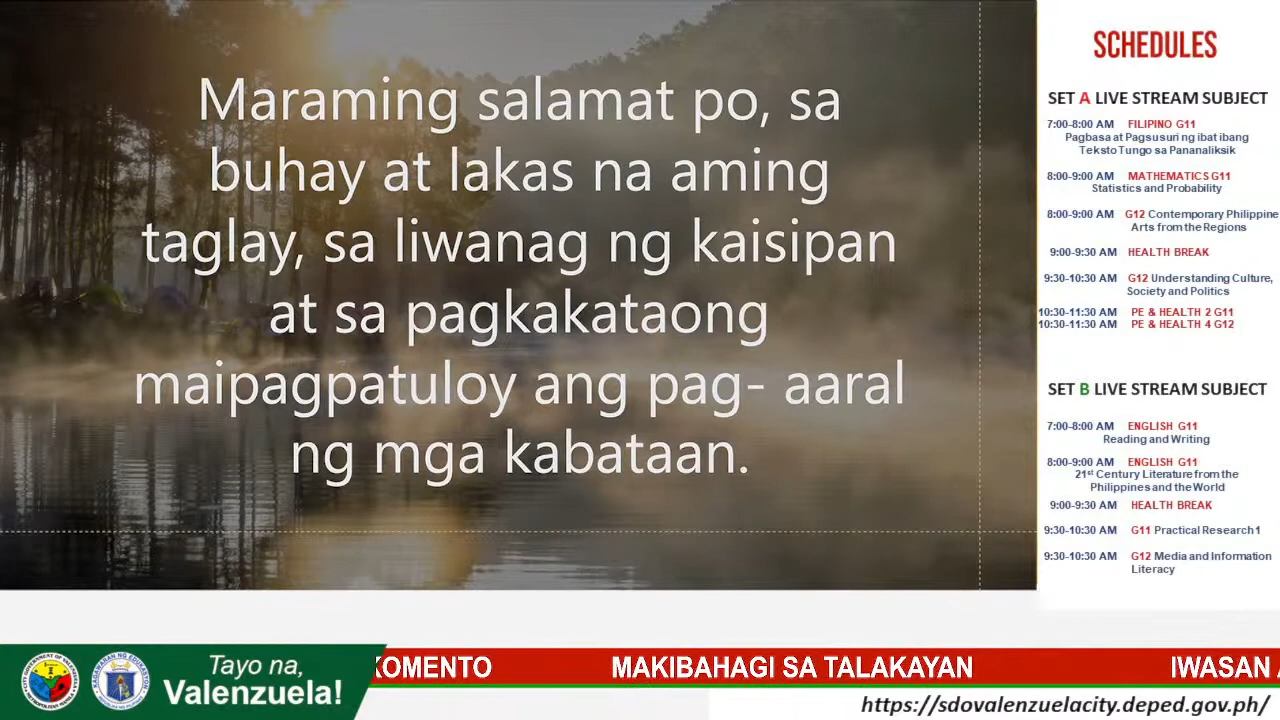 Maraming salamat po, sa
buhay at lakas na aming
taglay, sa liwanag ng kaisipan
at sa pagkakataong
maipagpatuloy ang pag- aaral
ng mga kabataan.
SCHEDULES
SET A LIVE STREAM SUBJECT
7:00-8:00 AM FILIPINO G11
Pagbasa at Pagsusuri ng ibat ibang
Teksto Tungo sa Pananaliksik
8:00-9:00 AM MATHEMATICS G11
Statistics and Probability
8:00-9:00 AM G12 Contemporary Philippine
Arts from the Regions
9:00-9:30 AM HEALTH BREAK
9:30-10:30 AM G12 Understanding Culture,
Society and Politics
10:30-11:30 AM PE & HEALTH 2 G11
10:30-11:30 AM PE & HEALTH 4 G12
SET B LIVE STREAM SUBJECT
7:00-8:00 AM ENGLISH G11
Reading and Writing
8:00-9:00 AM ENGLISH G11
21st Century Literature from the
Philippines and the World
9:00-9:30 AM HEALTH BREAK
9:30-10:30 AM G11 Practical Research 1
9:30-10:30 AM G12 Media and Information
Literacy
Tayo na,
Valenzuela!
KOMENTO MAKIBAHAGI SA TALAKAYAN IWASAN
https://sdovalenzuelacity.deped.gov.ph/